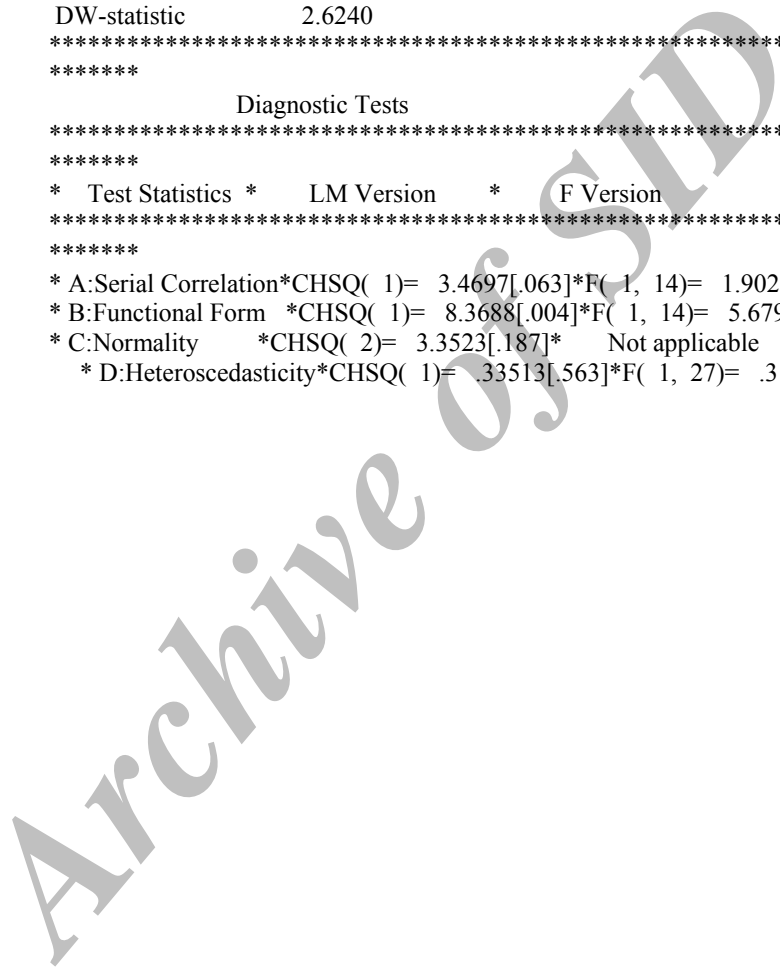 DW-statistic 2.6240
*********************************************************
*******
Diagnostic Tests
*********************************************************
*******
* Test Statistics * LM Version * F Version
*********************************************************
*******
* A:Serial Correlation*CHSQ( 1)= 3.4697[.063]*F( 1, 14)= 1.902
* B:Functional Form *CHSQ( 1)= 8.3688[.004]*F( 1, 14)= 5.679
* C:Normality *CHSQ( 2)= 3.3523[.187]* Not applicable
* D:Heteroscedasticity*CHSQ( 1)= .33513[.563]*F( 1, 27)= .3
Archive of SID